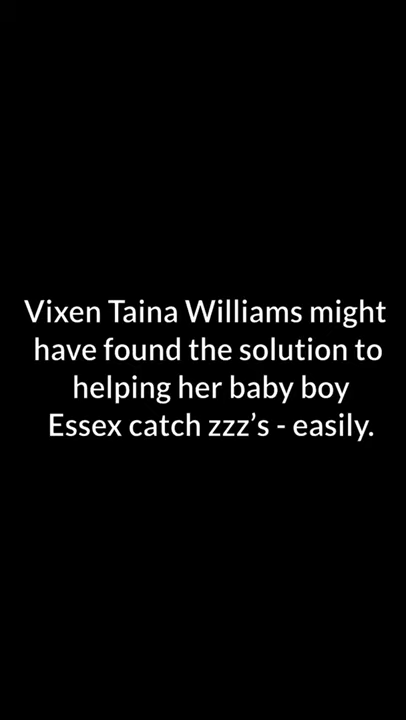 Vixen Taina Williams might
have found the solution to
helping her baby boy
Essex catch zzz’s - easily.